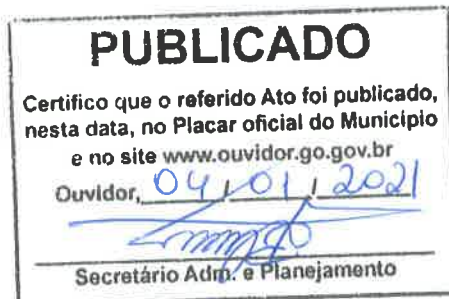 PUBLICADO
Certifico que o referido Ato foi publicado,
nesta data, no Placar oficial do Município
e no site www.ouvidor.go.gov.br
Ouvidor, 04 / 01 / 2021
Secretário Adm. e Planejamento